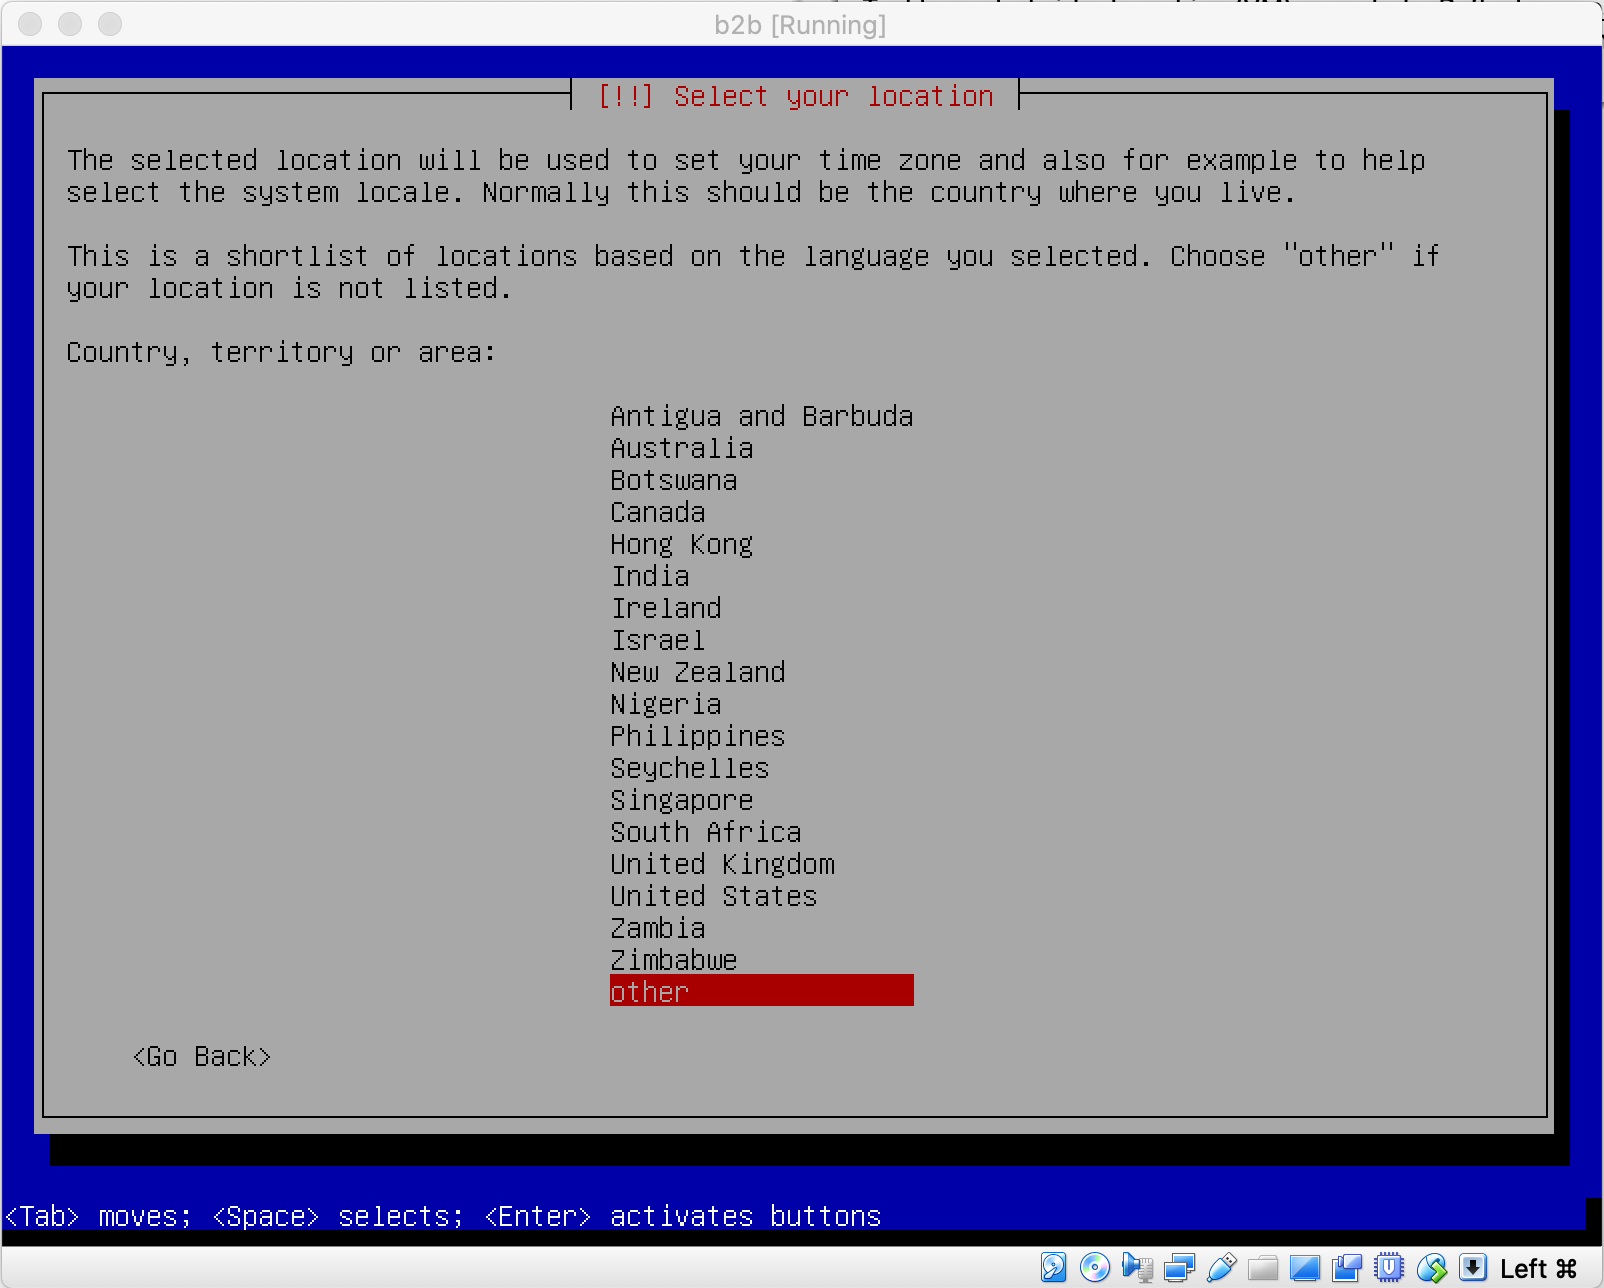 b2b [Running]
[!!] Select your location
The selected location will be used to set your time zone and also for example to help
select the system locale. Normally this should be the country where you live.
This is a shortlist of locations based on the language you selected. Choose "other" if
your location is not listed.
Country, territory or area:
Antigua and Barbuda
Australia
Botswana
Canada
Hong Kong
India
Ireland
Israel
New Zealand
Nigeria
Philippines
Seychelles
Singapore
South Africa
United Kingdom
United States
Zambia
Zimbabwe
other
<Go Back>
<Tab> moves; <Space> selects; <Enter> activates buttons
Left ⌘